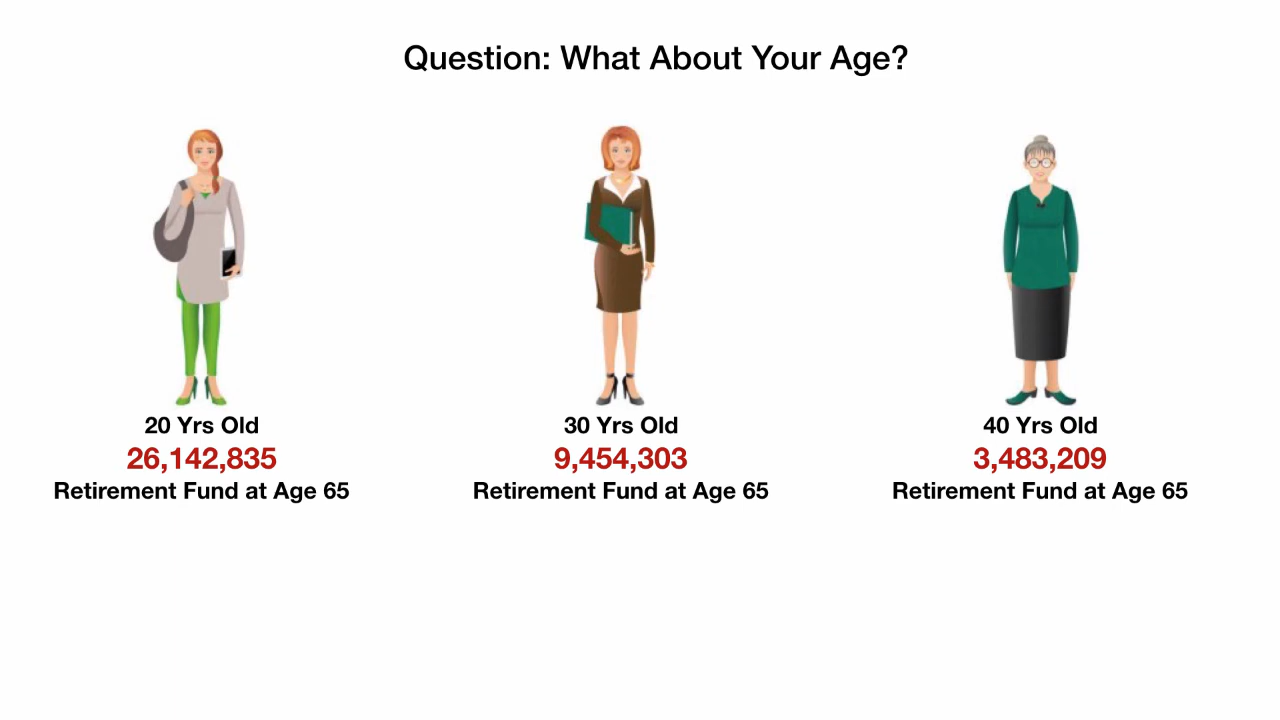 Question: What About Your Age?
20 Yrs Old
26,142,835
Retirement Fund at Age 65
30 Yrs Old
9,454,303
Retirement Fund at Age 65
40 Yrs Old
3,483,209
Retirement Fund at Age 65